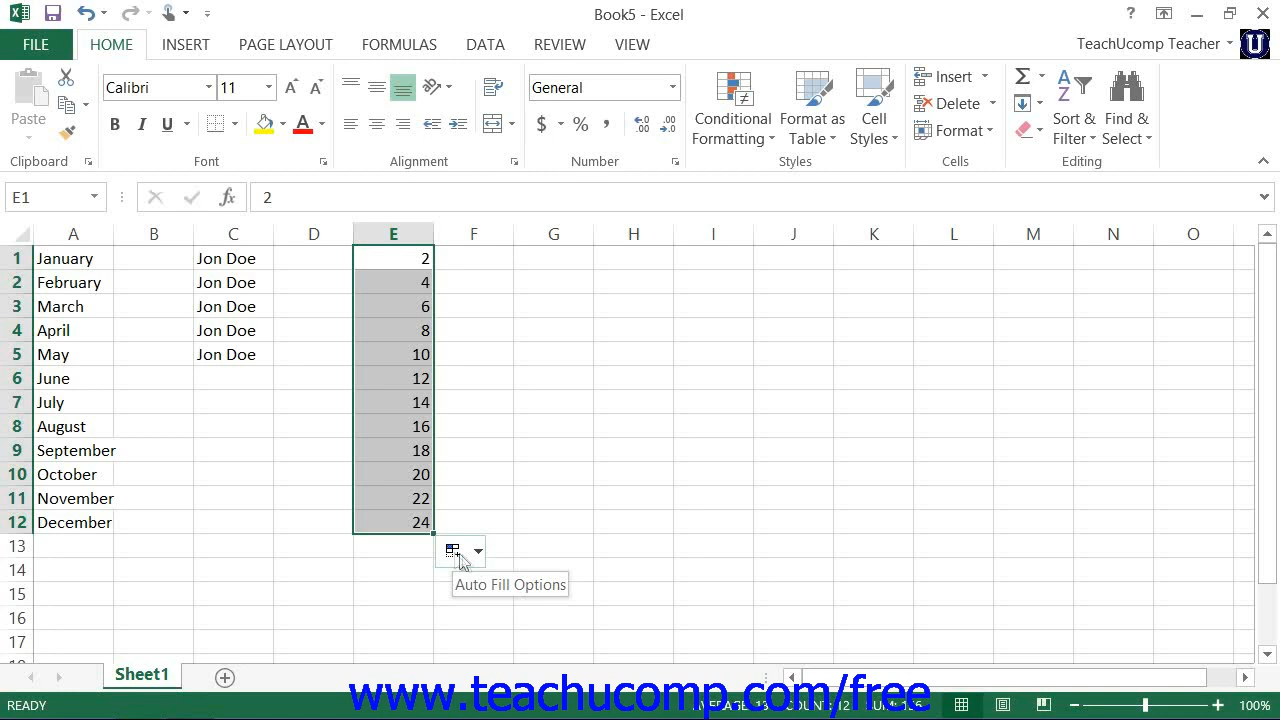 Book5 - Excel
?
FILE HOME INSERT PAGE LAYOUT FORMULAS DATA REVIEW VIEW TeachUcomp Teacher U
Paste
Calibri 11
B I U A
General
$ % ,
Conditional Formatting
Format as Table
Cell Styles
Insert
Delete
Format
Sort & Filter
Find & Select
Clipboard Font Alignment Number Styles Cells Editing
E1 fx 2
A B C D E F G H I J K L M N O
1 January Jon Doe 2
2 February Jon Doe 4
3 March Jon Doe 6
4 April Jon Doe 8
5 May Jon Doe 10
6 June 12
7 July 14
8 August 16
9 September 18
10 October 20
11 November 22
12 December 24
13
14
Auto Fill Options
15
16
17
Sheet1
www.teachucomp.com/free
READY 100%